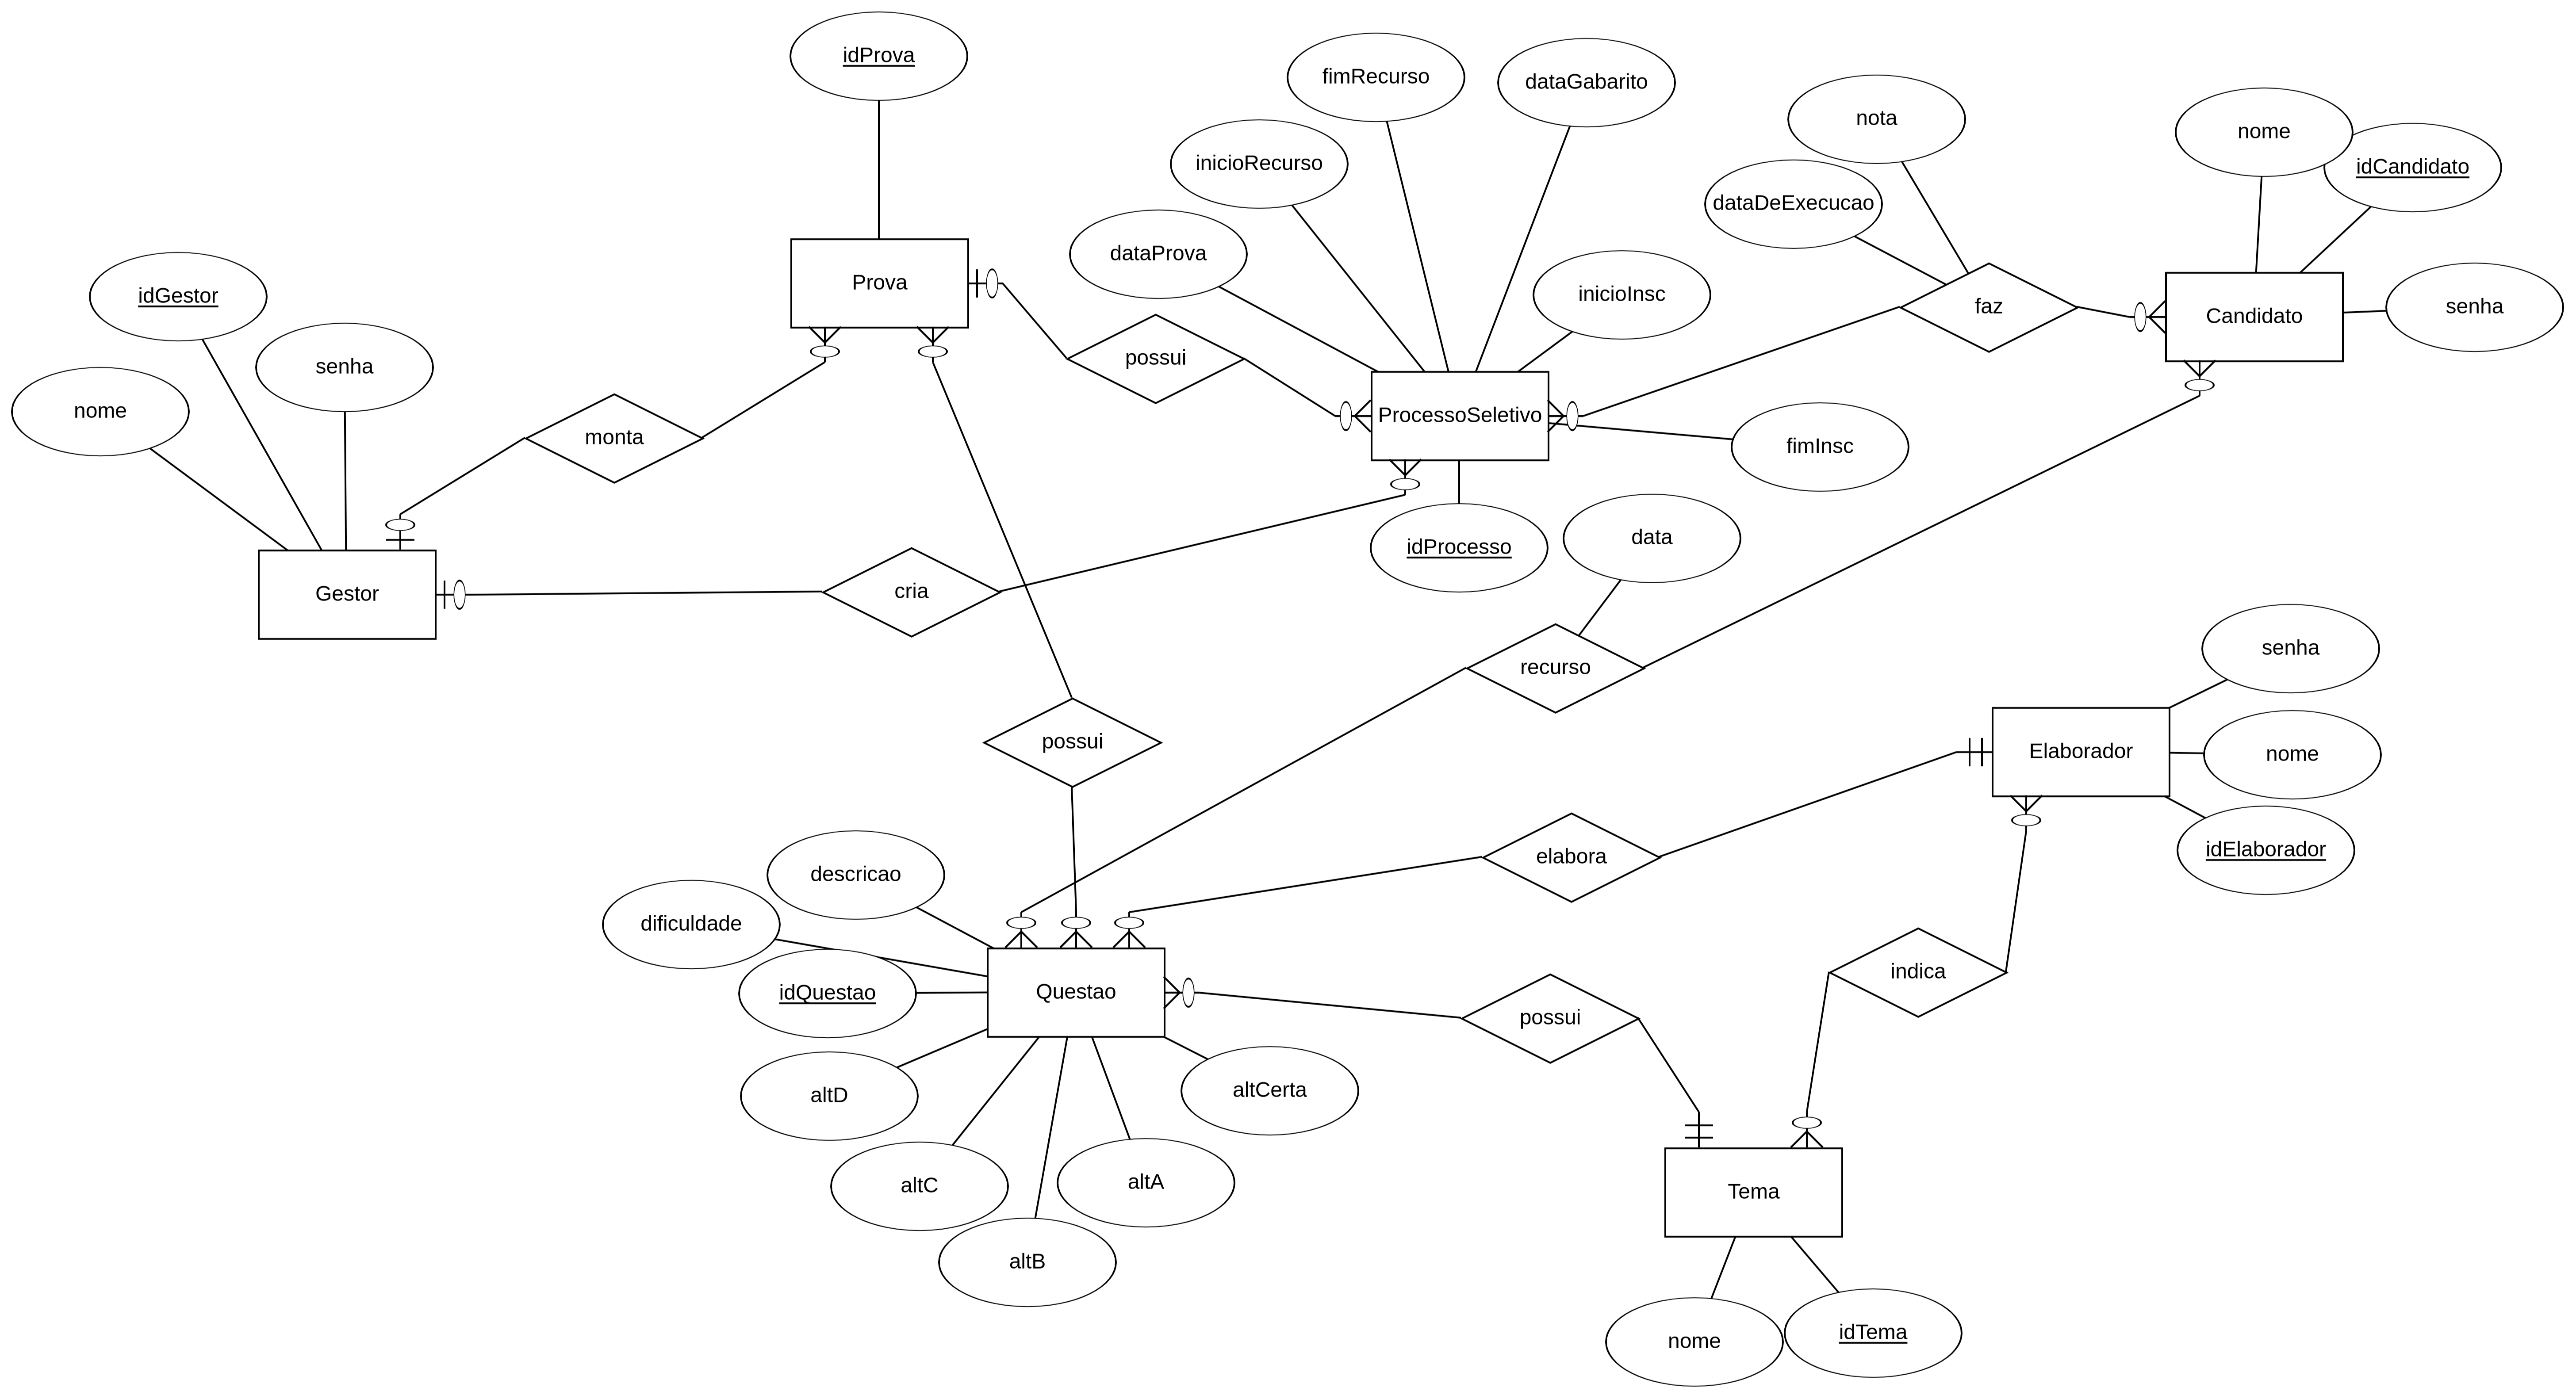 idProva
fimRecurso
dataGabarito
nota
nome
idCandidato
inicioRecurso
dataDeExecucao
dataProva
idGestor
Prova
inicioInsc
faz
Candidato
senha
senha
possui
nome
monta
ProcessoSeletivo
fimInsc
idProcesso
data
Gestor
cria
recurso
senha
possui
Elaborador
nome
idElaborador
elabora
descricao
dificuldade
idQuestao
Questao
indica
possui
altD
altCerta
altC
altA
Tema
altB
nome
idTema